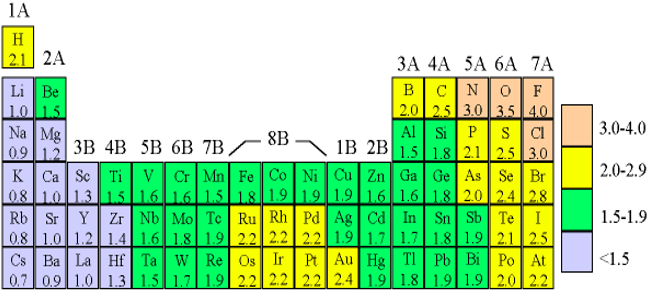 1A
H
2.1
2A 3A 4A 5A 6A 7A
Li Be B C N O F
1.0 1.5 2.0 2.5 3.0 3.5 4.0
Na Mg Al Si P S Cl
0.9 1.2 1.5 1.8 2.1 2.5 3.0
3B 4B 5B 6B 7B 8B 1B 2B
K Ca Sc Ti V Cr Mn Fe Co Ni Cu Zn Ga Ge As Se Br
0.8 1.0 1.3 1.5 1.6 1.6 1.5 1.8 1.9 1.9 1.9 1.6 1.6 1.8 2.0 2.4 2.8
Rb Sr Y Zr Nb Mo Tc Ru Rh Pd Ag Cd In Sn Sb Te I
0.8 1.0 1.2 1.4 1.6 1.8 1.9 2.2 2.2 2.2 1.9 1.7 1.7 1.8 1.9 2.1 2.5
Cs Ba La Hf Ta W Re Os Ir Pt Au Hg Tl Pb Bi Po At
0.7 0.9 1.0 1.3 1.5 1.7 1.9 2.2 2.2 2.2 2.4 1.9 1.8 1.9 1.9 2.0 2.2
3.0-4.0
2.0-2.9
1.5-1.9
<1.5